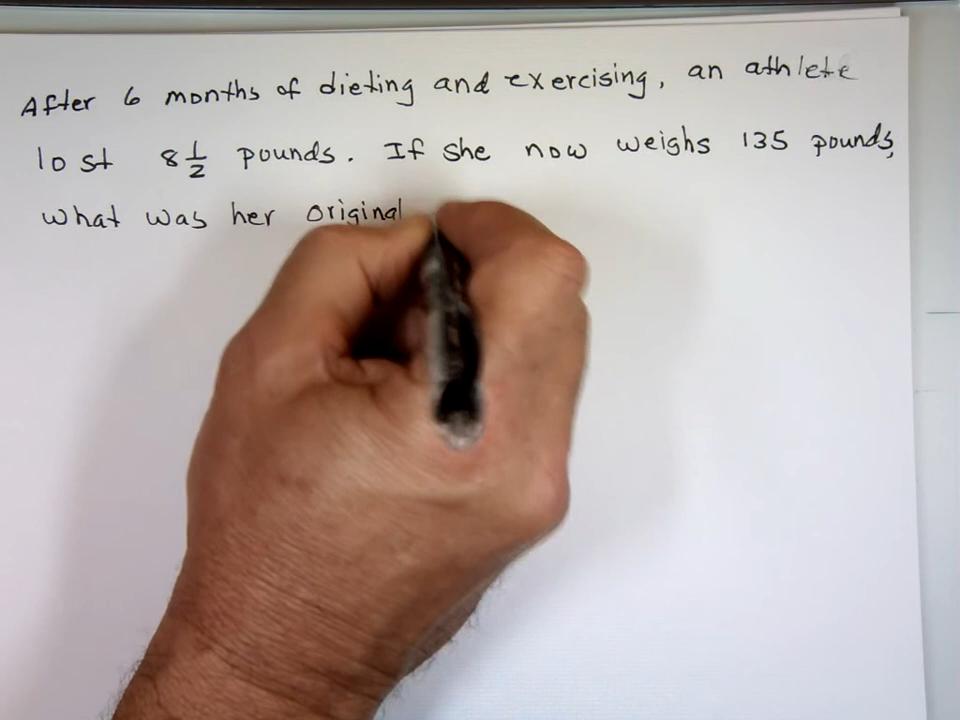 After 6 months of dieting and exercising, an athlete
lost 8 1/2 pounds. If she now weighs 135 pounds,
what was her original